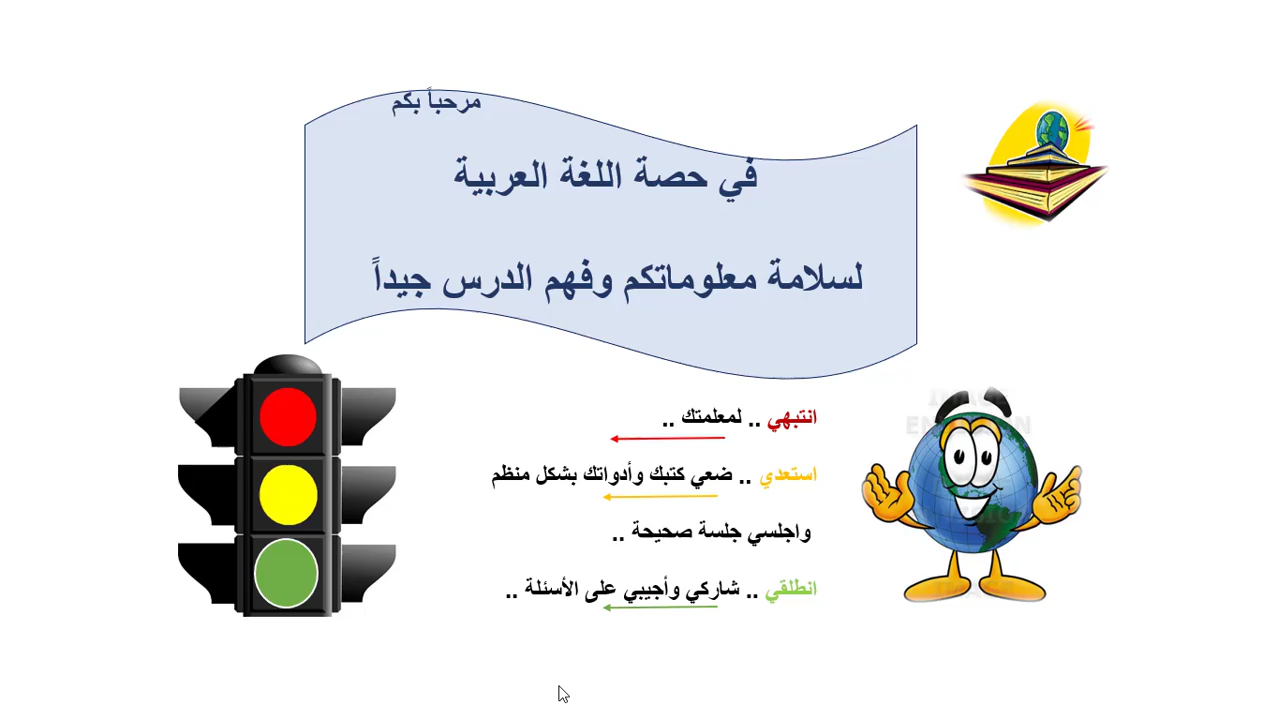 مرحباً بكم
في حصة اللغة العربية
لسلامة معلوماتكم وفهم الدرس جيداً
انتبهي .. لمعلمتك ..
استعدي .. ضعي كتبك وأدواتك بشكل منظم
واجلسي جلسة صحيحة ..
انطلقي .. شاركي وأجيبي على الأسئلة ..